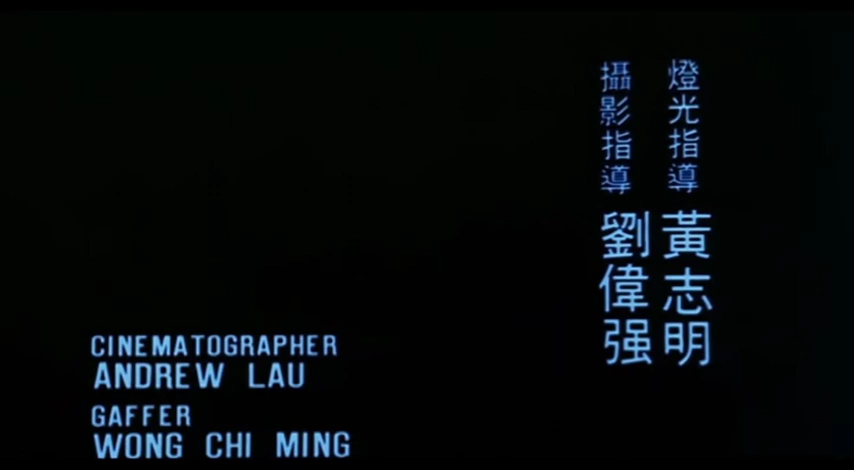 燈光指導 黃志明
攝影指導 劉偉强
CINEMATOGRAPHER
ANDREW LAU
GAFFER
WONG CHI MING